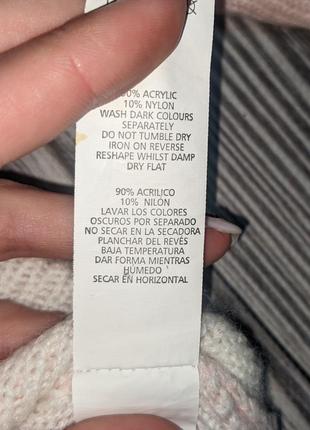 90% ACRYLIC
10% NYLON
WASH DARK COLOURS
SEPARATELY
DO NOT TUMBLE DRY
IRON ON REVERSE
RESHAPE WHILST DAMP
DRY FLAT
90% ACRILICO
10% NILÓN
LAVAR LOS COLORES
OSCUROS POR SEPARADO
NO SECAR EN LA SECADORA
PLANCHAR DEL REVÉS
BAJA TEMPERATURA
DAR FORMA MIENTRAS
HÚMEDO
SECAR EN HORIZONTAL